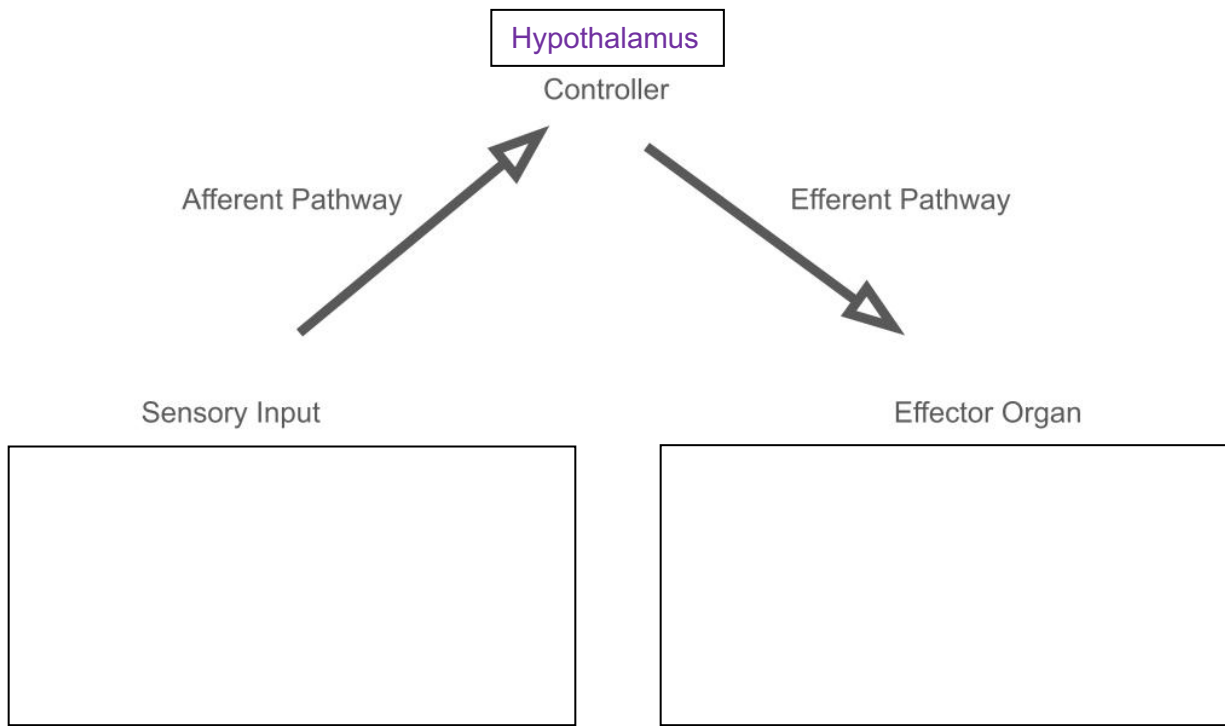 Hypothalamus
Controller
Afferent Pathway
Efferent Pathway
Sensory Input
Effector Organ